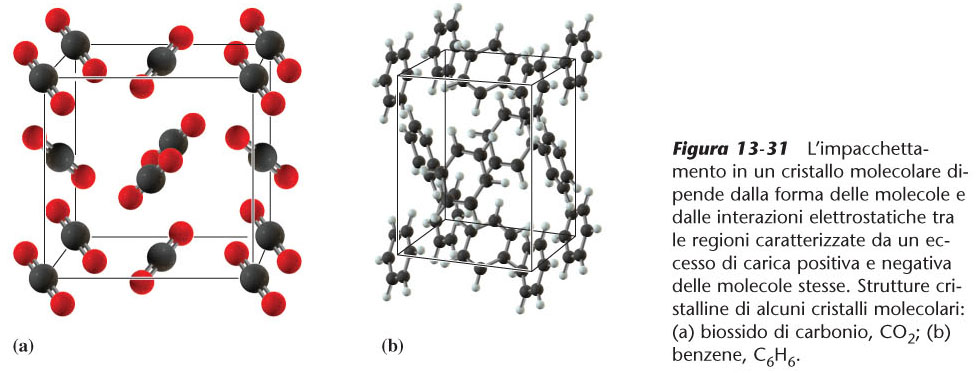 (a)
(b)
Figura 13-31 L’impacchetta-
mento in un cristallo molecolare di-
pende dalla forma delle molecole e
dalle interazioni elettrostatiche tra
le regioni caratterizzate da un ec-
cesso di carica positiva e negativa
delle molecole stesse. Strutture cri-
stalline di alcuni cristalli molecolari:
(a) biossido di carbonio, CO₂; (b)
benzene, C₆H₆.